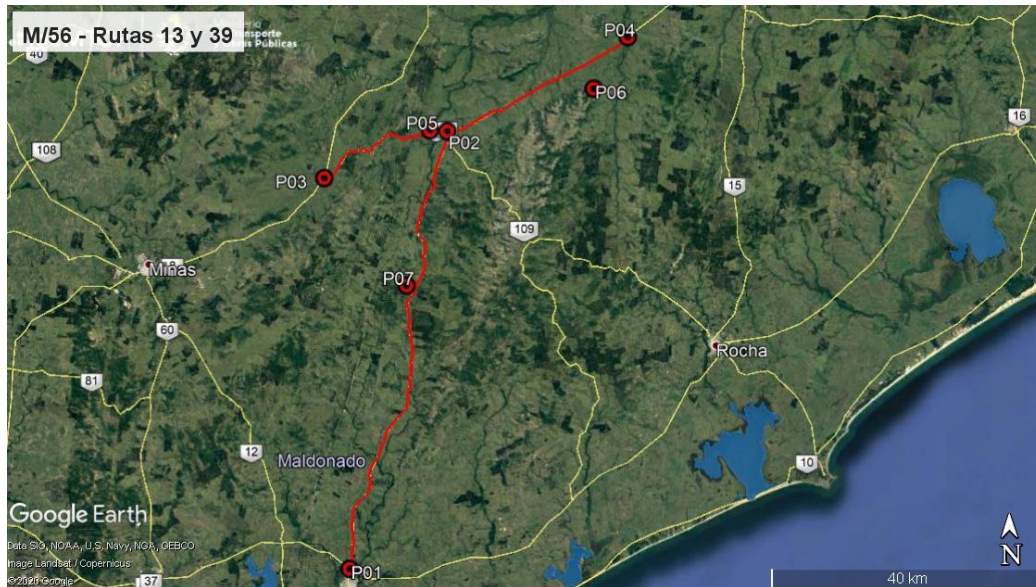 M/56 - Rutas 13 y 39
Transporte
Públicas
40
P04
P06
16
108
P05
P02
P03
15
109
Minas
P07
60
Rocha
81
12
Maldonado
10
Google Earth
Data SIO, NOAA, U.S. Navy, NGA, GEBCO
Image Landsat / Copernicus
© 2020 Google
37
P01
40 km
N